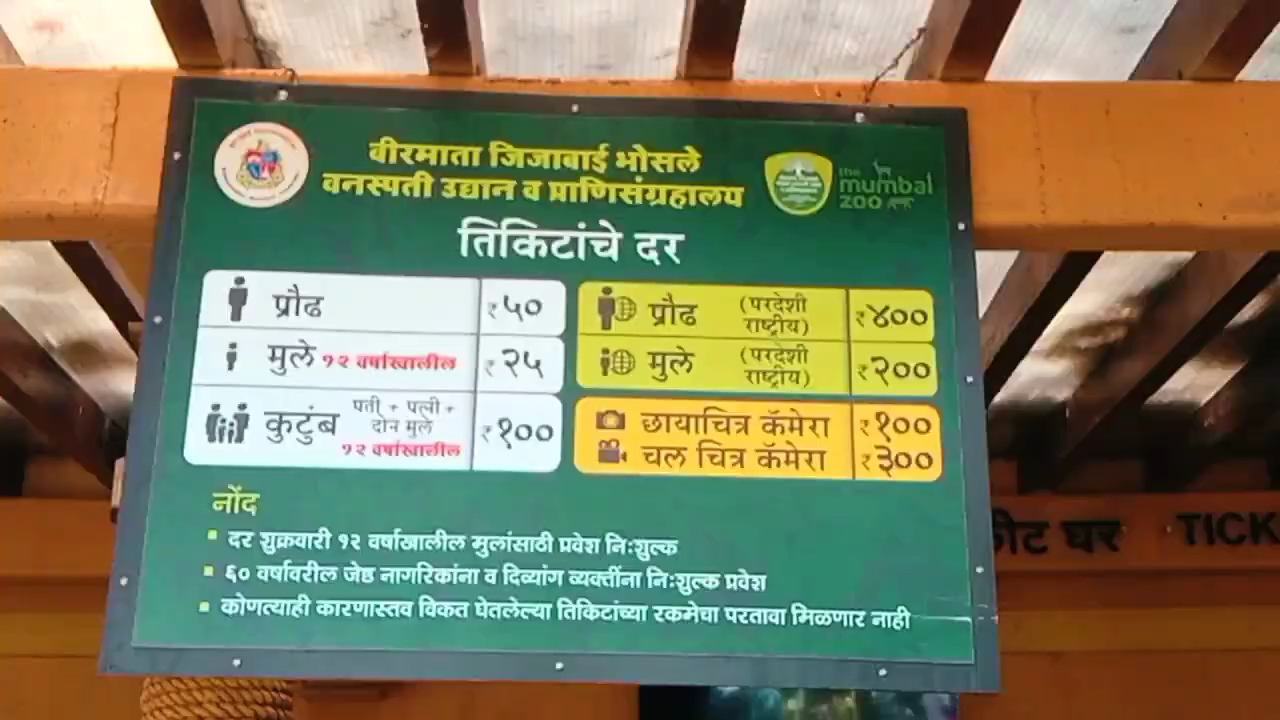 वीरमाता जिजाबाई भोसले
वनस्पती उद्यान व प्राणिसंग्रहालय
the
mumbai
zoo
तिकिटांचे दर
प्रौढ ₹५०
मुले १२ वर्षाखालील ₹२५
कुटुंब पती + पत्नी +
दोन मुले
१२ वर्षाखालील ₹१००
प्रौढ (परदेशी
राष्ट्रीय) ₹४००
मुले (परदेशी
राष्ट्रीय) ₹२००
छायाचित्र कॅमेरा ₹१००
चल चित्र कॅमेरा ₹३००
नोंद
दर शुक्रवारी १२ वर्षाखालील मुलांसाठी प्रवेश निःशुल्क
६० वर्षावरील जेष्ठ नागरिकांना व दिव्यांग व्यक्तींना निःशुल्क प्रवेश
कोणत्याही कारणास्तव विकत घेतलेल्या तिकिटांच्या रकमेचा परतावा मिळणार नाही
घर TICK